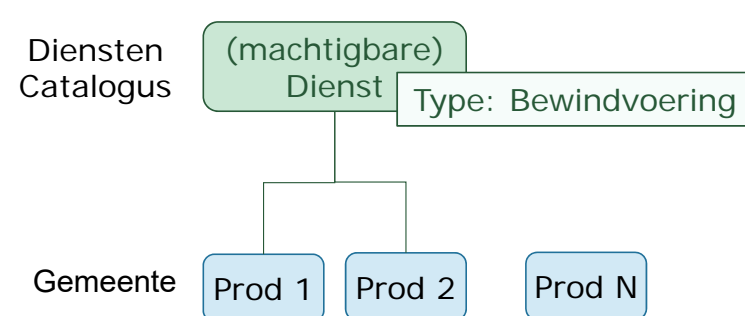 Diensten
Catalogus
(machtigbare)
Dienst
Type: Bewindvoering
Gemeente
Prod 1
Prod 2
Prod N